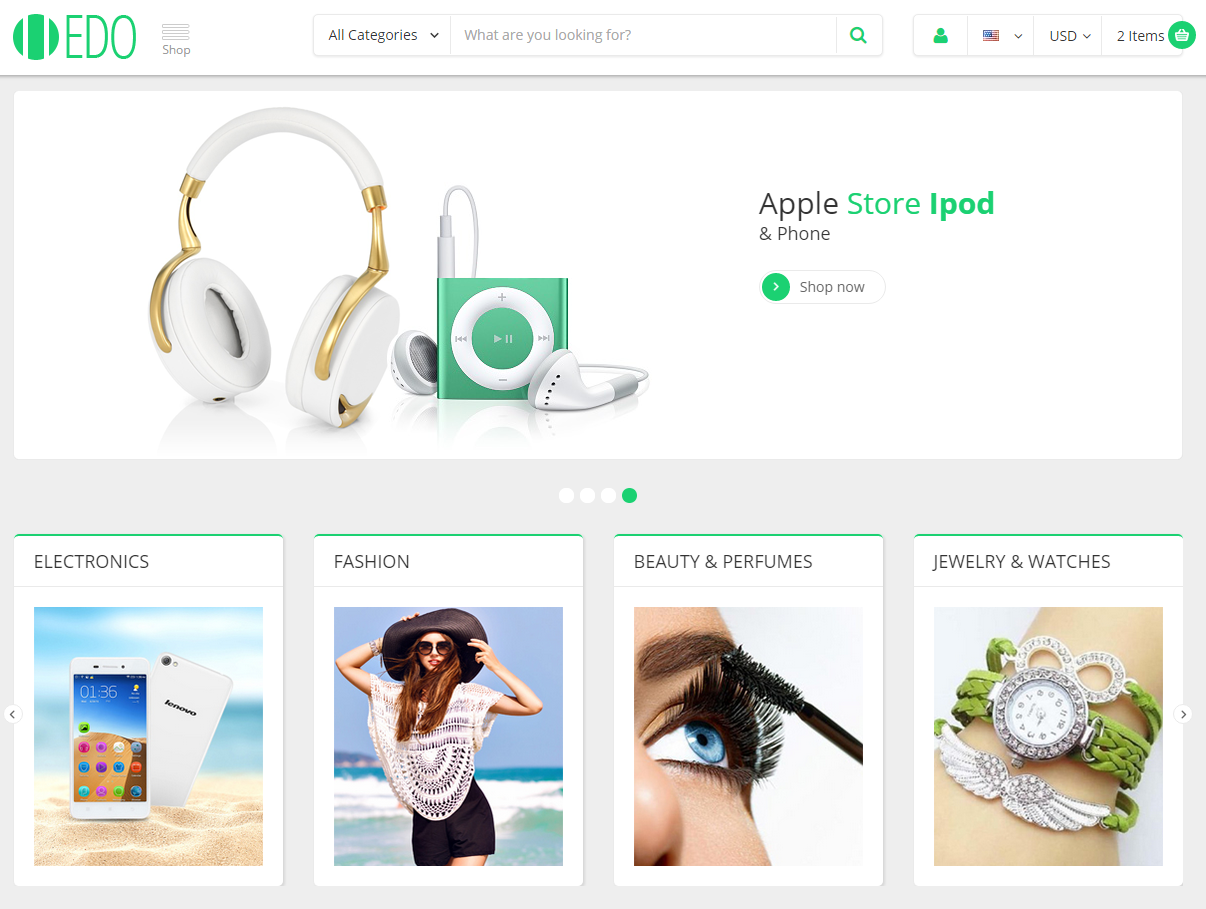 EDO
Shop
All Categories
What are you looking for?
USD
2 Items
Apple Store Ipod
& Phone
Shop now
ELECTRONICS
FASHION
BEAUTY & PERFUMES
JEWELRY & WATCHES
01:36
lenovo